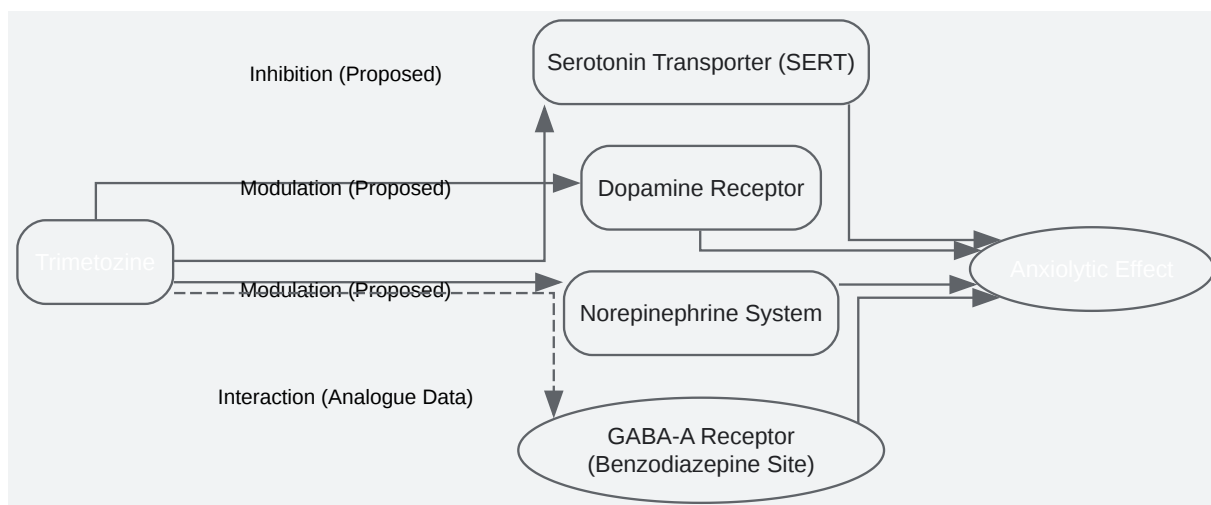 Serotonin Transporter (SERT)
Inhibition (Proposed)
Modulation (Proposed)
Dopamine Receptor
Trimetozine
Anxiolytic Effect
Modulation (Proposed)
Norepinephrine System
Interaction (Analogue Data)
GABA-A Receptor
(Benzodiazepine Site)